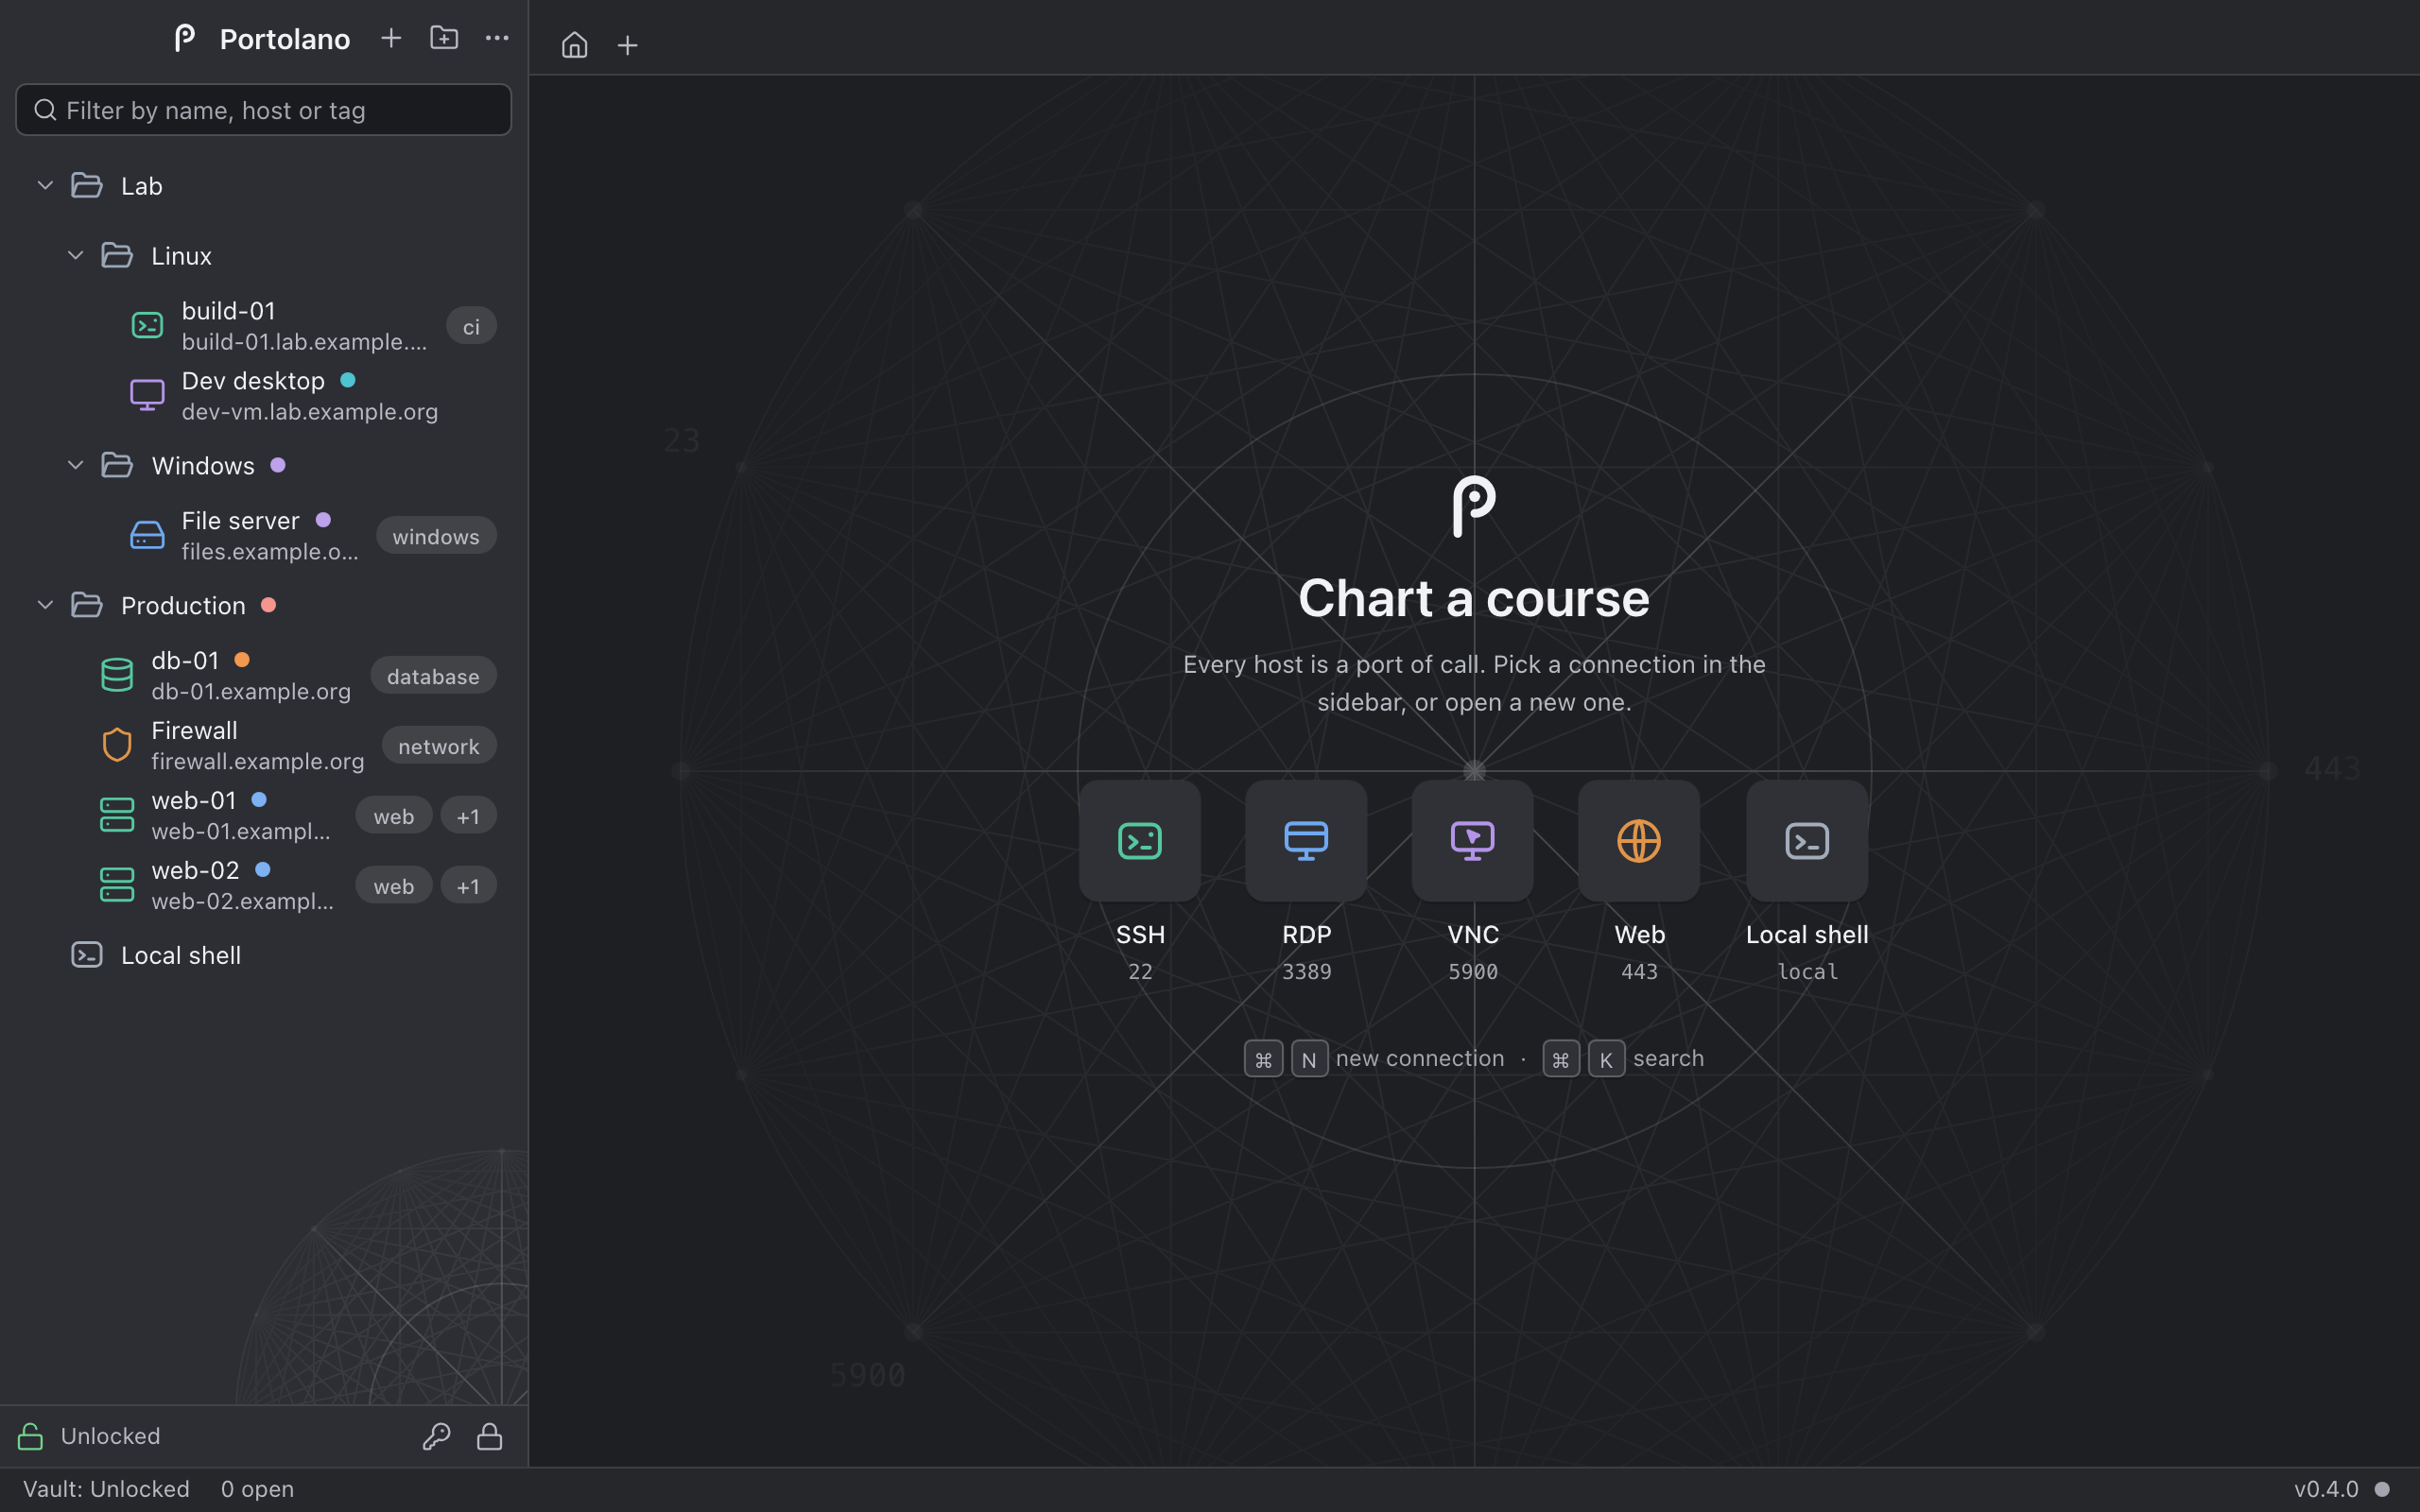 Portolano
Filter by name, host or tag
Lab
Linux
build-01
build-01.lab.example....
ci
Dev desktop
dev-vm.lab.example.org
Windows
File server
files.example.o...
windows
Production
db-01
db-01.example.org
database
Firewall
firewall.example.org
network
web-01
web-01.exampl...
web
+1
web-02
web-02.exampl...
web
+1
Local shell
Unlocked
Vault: Unlocked
0 open
23
443
5900
Chart a course
Every host is a port of call. Pick a connection in the
sidebar, or open a new one.
SSH
22
RDP
3389
VNC
5900
Web
443
Local shell
local
⌘ N new connection · ⌘ K search
v0.4.0